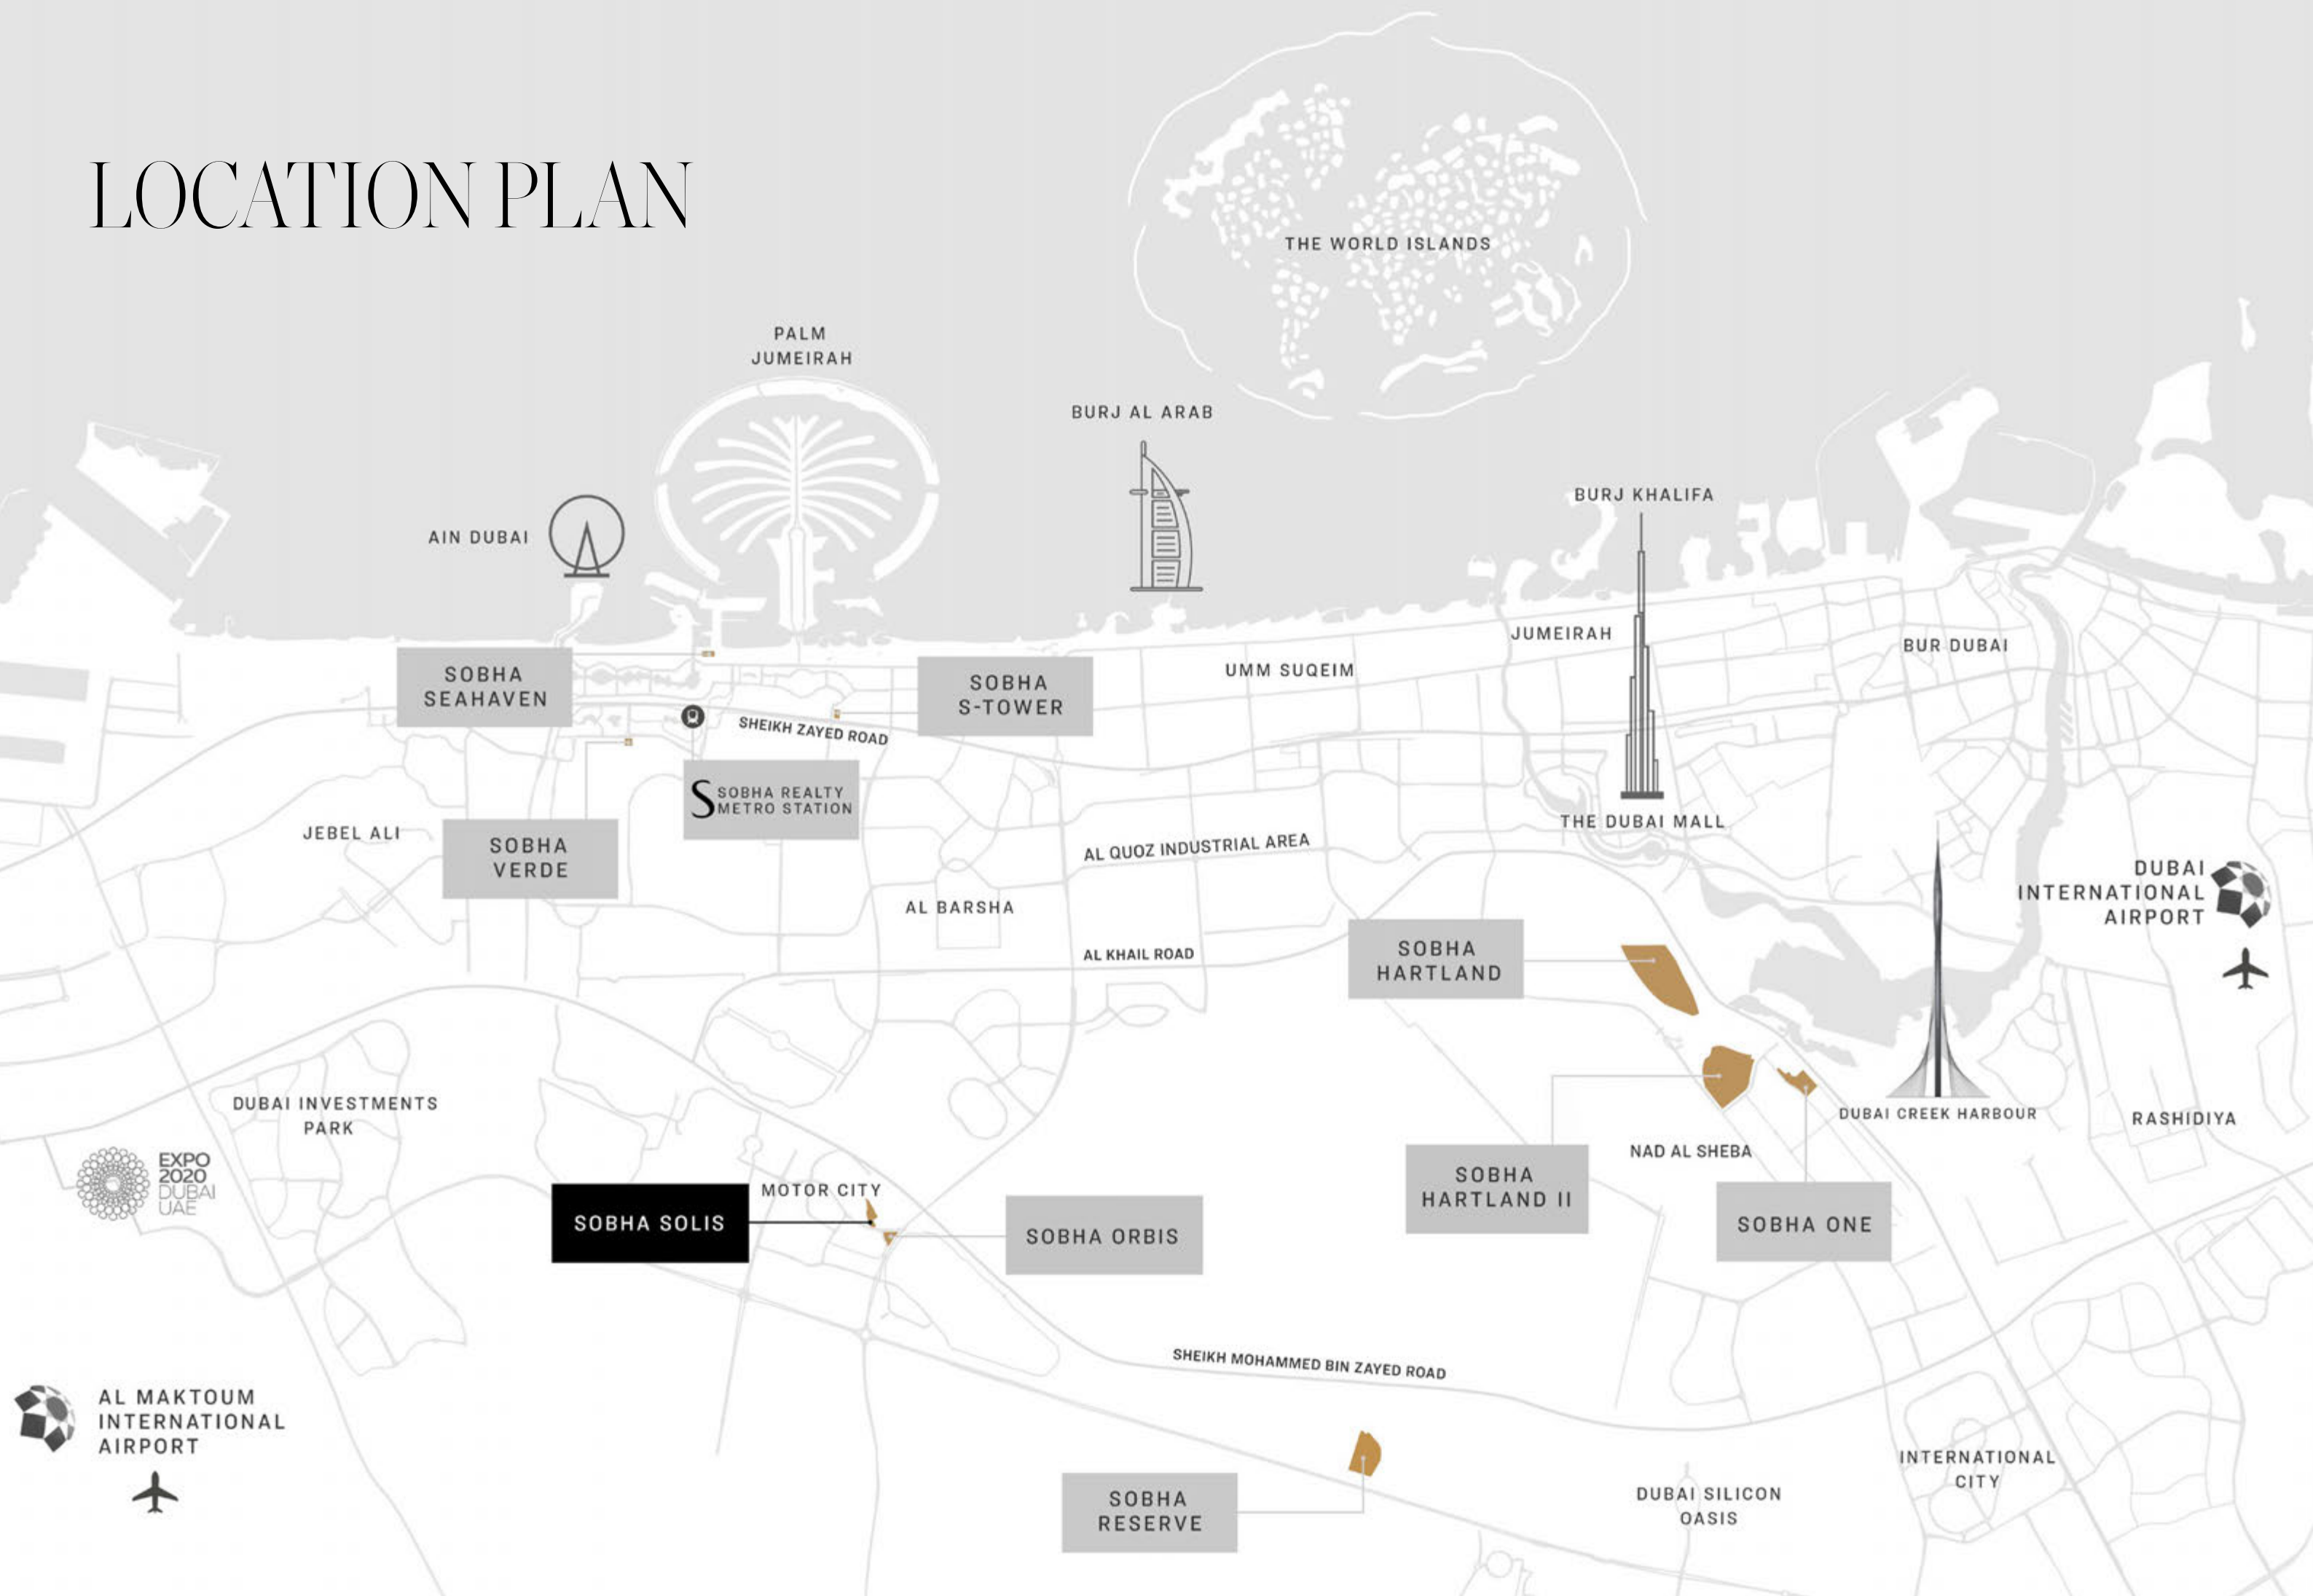 LOCATION PLAN
THE WORLD ISLANDS
PALM
JUMEIRAH
BURJ AL ARAB
BURJ KHALIFA
AIN DUBAI
JUMEIRAH
BUR DUBAI
UMM SUQEIM
SOBHA
SEAHAVEN
SOBHA
S-TOWER
SHEIKH ZAYED ROAD
S SOBHA REALTY
METRO STATION
THE DUBAI MALL
JEBEL ALI
SOBHA
VERDE
AL QUOZ INDUSTRIAL AREA
DUBAI
INTERNATIONAL
AIRPORT
AL BARSHA
AL KHAIL ROAD
SOBHA
HARTLAND
DUBAI INVESTMENTS
PARK
DUBAI CREEK HARBOUR
RASHIDIYA
NAD AL SHEBA
EXPO
2020
DUBAI
UAE
MOTOR CITY
SOBHA
HARTLAND II
SOBHA SOLIS
SOBHA ORBIS
SOBHA ONE
SHEIKH MOHAMMED BIN ZAYED ROAD
AL MAKTOUM
INTERNATIONAL
AIRPORT
INTERNATIONAL
CITY
SOBHA
RESERVE
DUBAI SILICON
OASIS